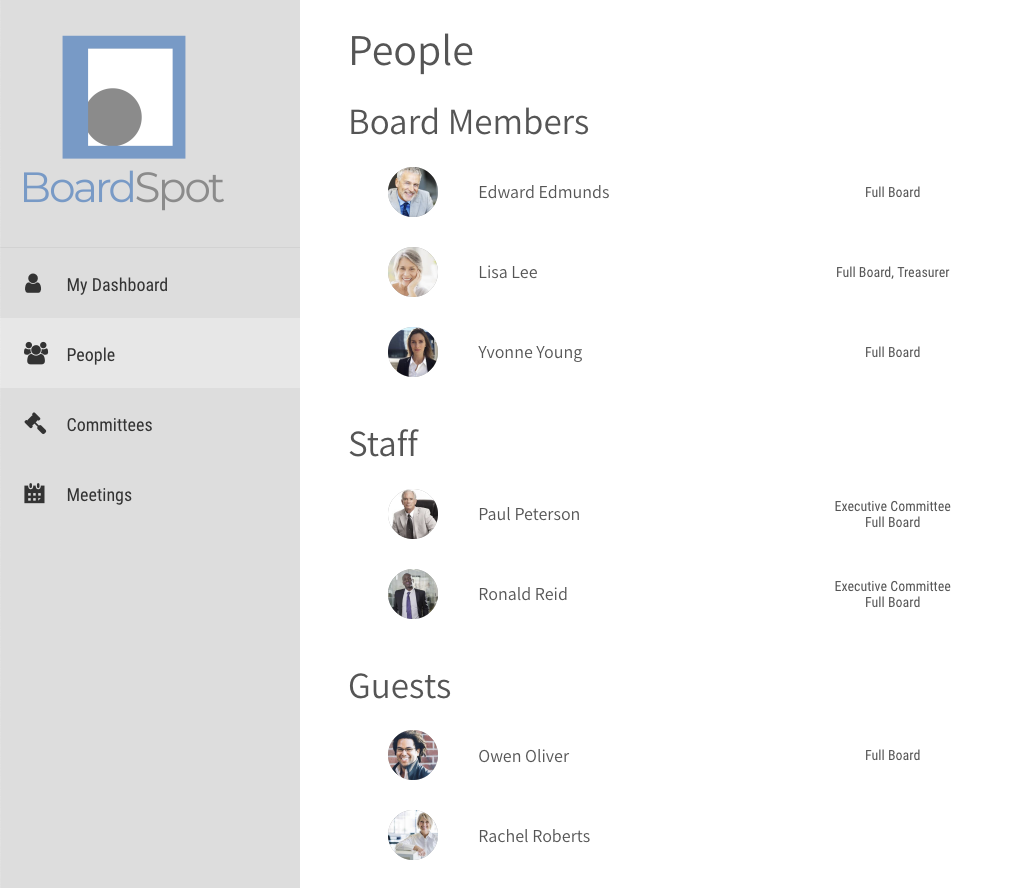 BoardSpot
My Dashboard
People
Committees
Meetings
People
Board Members
Edward Edmunds
Full Board
Lisa Lee
Full Board, Treasurer
Yvonne Young
Full Board
Staff
Paul Peterson
Executive Committee
Full Board
Ronald Reid
Executive Committee
Full Board
Guests
Owen Oliver
Full Board
Rachel Roberts